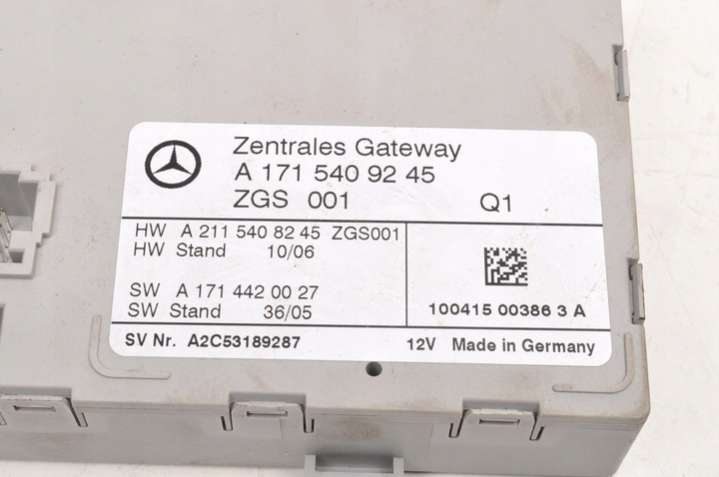 Zentrales Gateway
A 171 540 92 45
ZGS 001 Q1
HW A 211 540 82 45 ZGS001
HW Stand 10/06
SW A 171 442 00 27
SW Stand 36/05
100415 00386 3 A
SV Nr. A2C53189287 12V Made in Germany